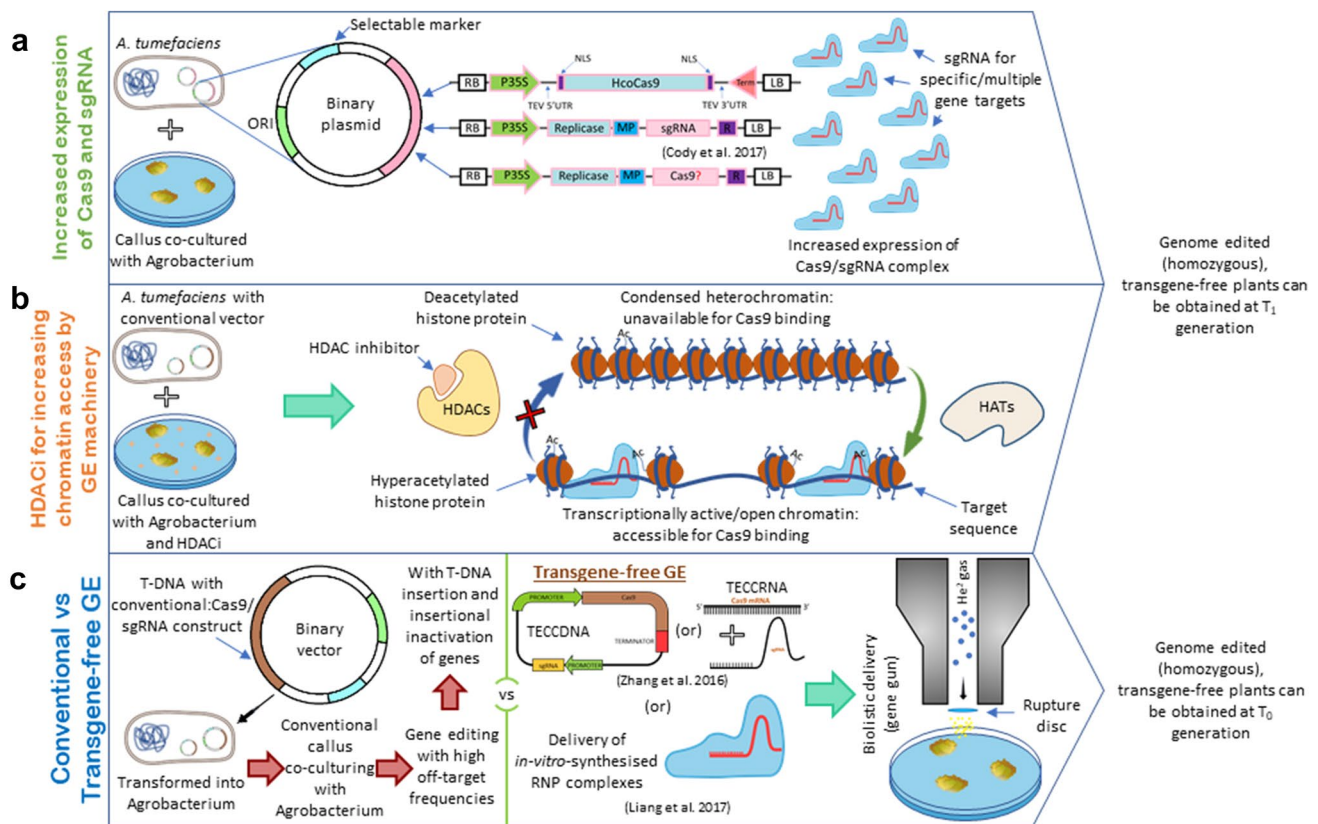 a
Increased expression
of Cas9 and sgRNA
A. tumefaciens
Selectable marker
Binary
plasmid
ORI
Callus co-cultured
with Agrobacterium
NLS
NLS
RB
P35S
HcoCas9
Term
LB
TEV 5'UTR
TEV 3'UTR
RB
P35S
Replicase
MP
sgRNA
R
LB
(Cody et al. 2017)
RB
P35S
Replicase
MP
Cas9?
R
LB
sgRNA for
specific/multiple
gene targets
Increased expression of
Cas9/sgRNA complex
b
HDACi for increasing
chromatin access by
GE machinery
A. tumefaciens with
conventional vector
Callus co-cultured
with Agrobacterium
and HDACi
HDAC inhibitor
HDACs
Deacetylated
histone protein
Condensed heterochromatin:
unavailable for Cas9 binding
Ac
HATs
Ac
Ac
Ac
Ac
Hyperacetylated
histone protein
Transcriptionally active/open chromatin:
accessible for Cas9 binding
Target
sequence
Genome edited
(homozygous),
transgene-free plants can
be obtained at T1
generation
c
Conventional vs
Transgene-free GE
T-DNA with
conventional:Cas9/
sgRNA construct
Binary
vector
Transformed into
Agrobacterium
Conventional
callus
co-culturing
with
Agrobacterium
Gene editing
with high
off-target
frequencies
With T-DNA
insertion and
insertional
inactivation
of genes
vs
Transgene-free GE
PROMOTER
Cas9
TECCDNA
TERMINATOR
sgRNA
PROMOTER
(or)
TECCRNA
Cas9 mRNA
5'
3'
sgRNA
(Zhang et al. 2016)
(or)
Delivery of
in-vitro-synthesised
RNP complexes
(Liang et al. 2017)
Biolistic delivery
(gene gun)
He2 gas
Rupture
disc
Genome edited
(homozygous),
transgene-free plants can
be obtained at T0
generation